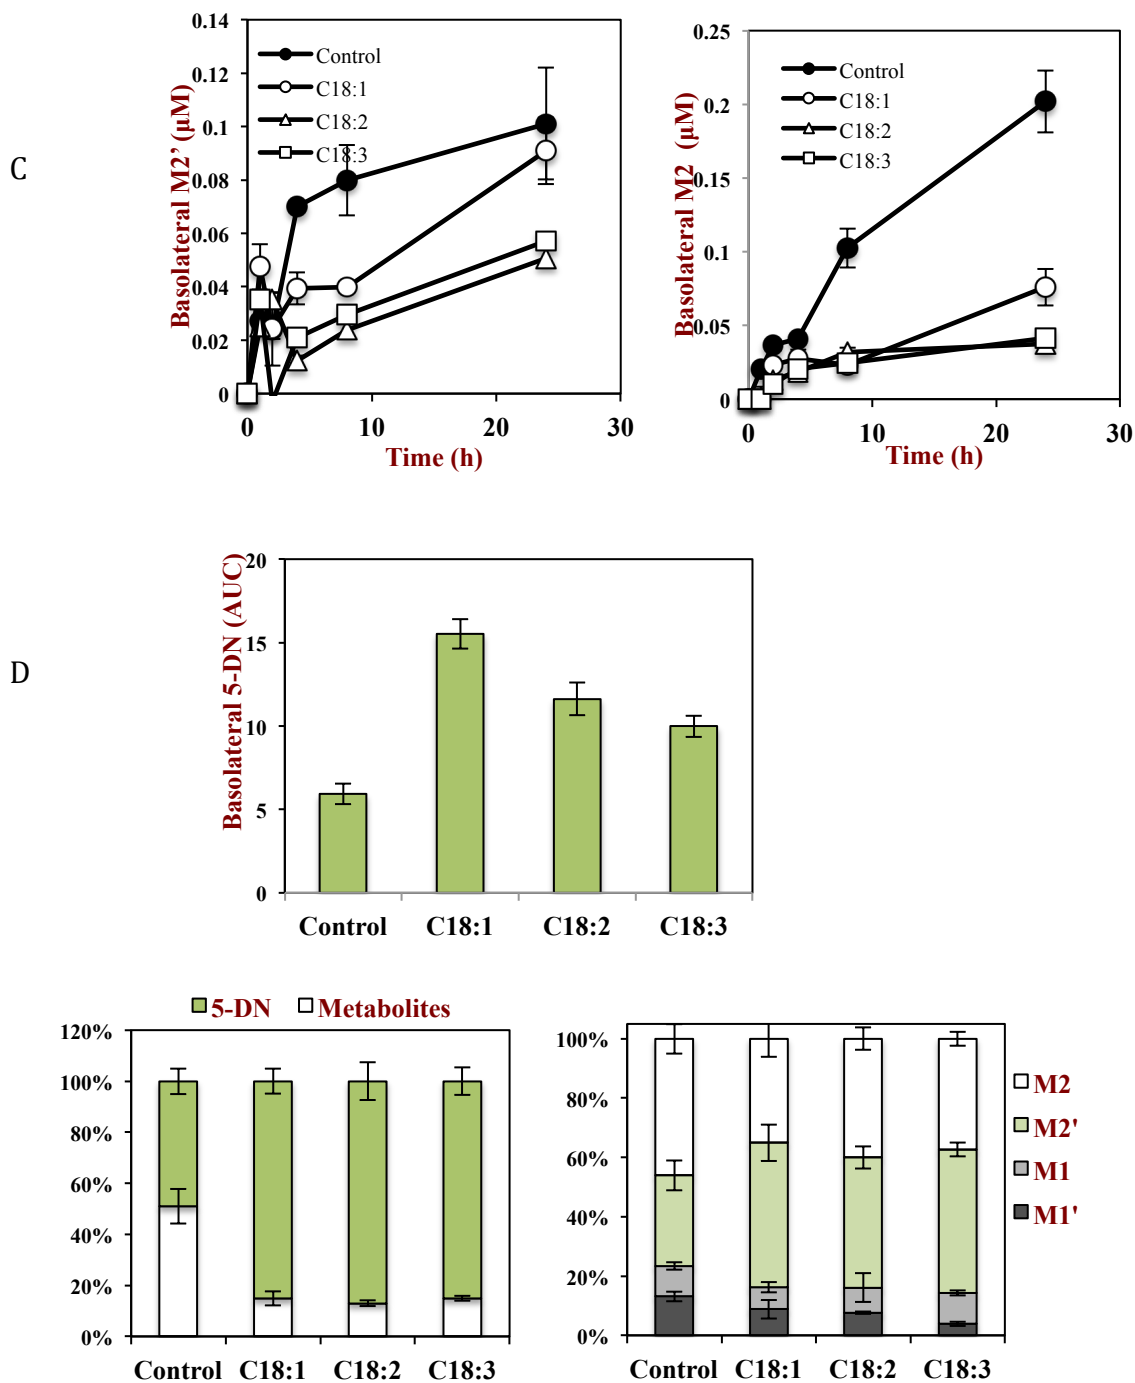 C
Basolateral M2’ (µM)
0.14
0.12
0.1
0.08
0.06
0.04
0.02
0
Control
C18:1
C18:2
C18:3
0 10 20 30
Time (h)
Basolateral M2 (µM)
0.25
0.2
0.15
0.1
0.05
0
Control
C18:1
C18:2
C18:3
0 10 20 30
Time (h)
D
Basolateral 5-DN (AUC)
20
15
10
5
0
Control C18:1 C18:2 C18:3
5-DN Metabolites
120%
100%
80%
60%
40%
20%
0%
Control C18:1 C18:2 C18:3
100%
80%
60%
40%
20%
0%
Control C18:1 C18:2 C18:3
M2
M2'
M1
M1'